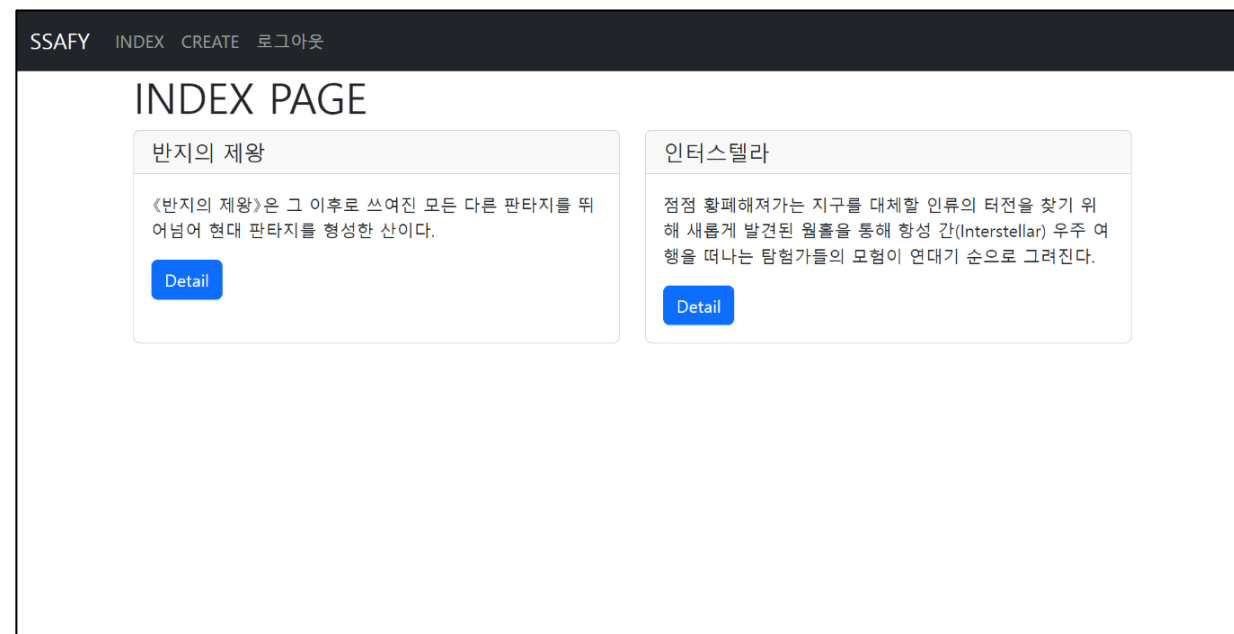 SSAFY INDEX CREATE 로그아웃
INDEX PAGE
반지의 제왕
《반지의 제왕》은 그 이후로 쓰여진 모든 다른 판타지를 뛰
어넘어 현대 판타지를 형성한 산이다.
Detail
인터스텔라
점점 황폐해져가는 지구를 대체할 인류의 터전을 찾기 위
해 새롭게 발견된 웜홀을 통해 항성 간(Interstellar) 우주 여
행을 떠나는 탐험가들의 모험이 연대기 순으로 그려진다.
Detail